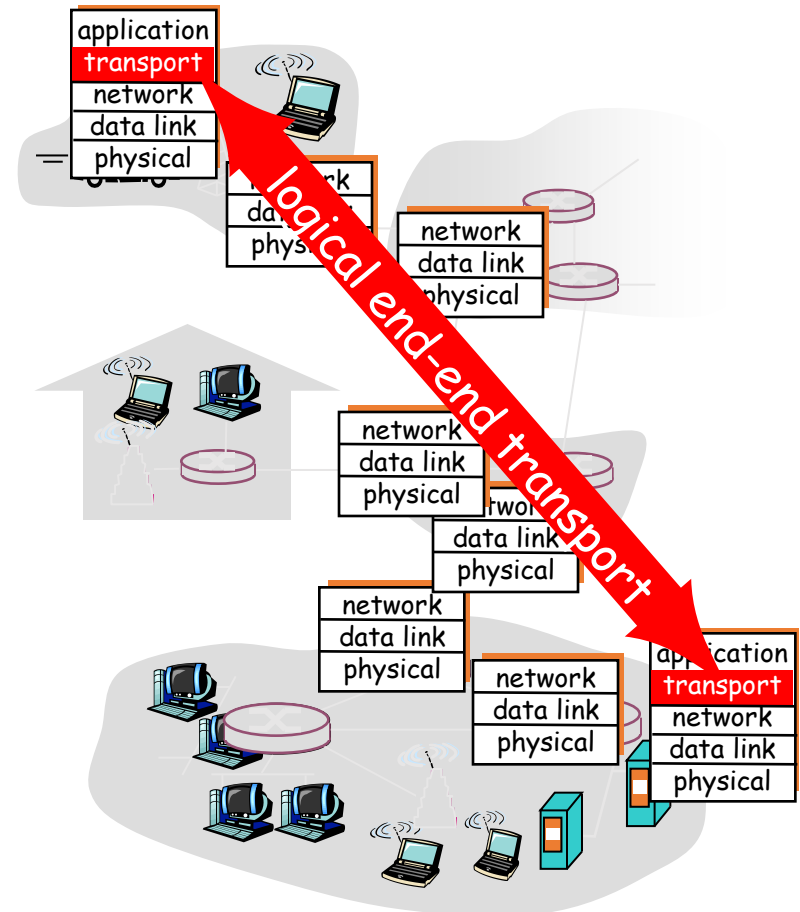 application
transport
network
data link
physical
logical end-end transport
network
data link
physical
network
data link
physical
data link
physical
network
data link
physical
network
data link
physical
application
transport
network
data link
physical